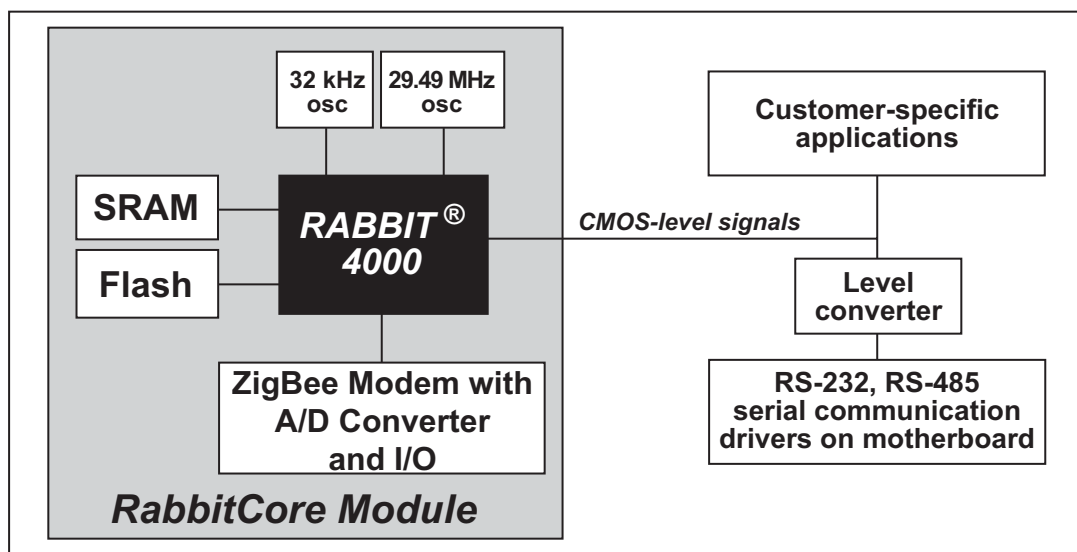 32 kHz
osc
29.49 MHz
osc
SRAM
Flash
RABBIT®
4000
ZigBee Modem with
A/D Converter
and I/O
RabbitCore Module
CMOS-level signals
Customer-specific
applications
Level
converter
RS-232, RS-485
serial communication
drivers on motherboard